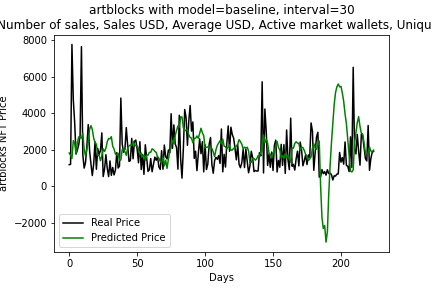 artblocks with model=baseline, interval=30
Number of sales, Sales USD, Average USD, Active market wallets, Uniqu
8000
6000
4000
2000
0
−2000
artblocks NFT Price
Real Price
Predicted Price
0 50 100 150 200
Days